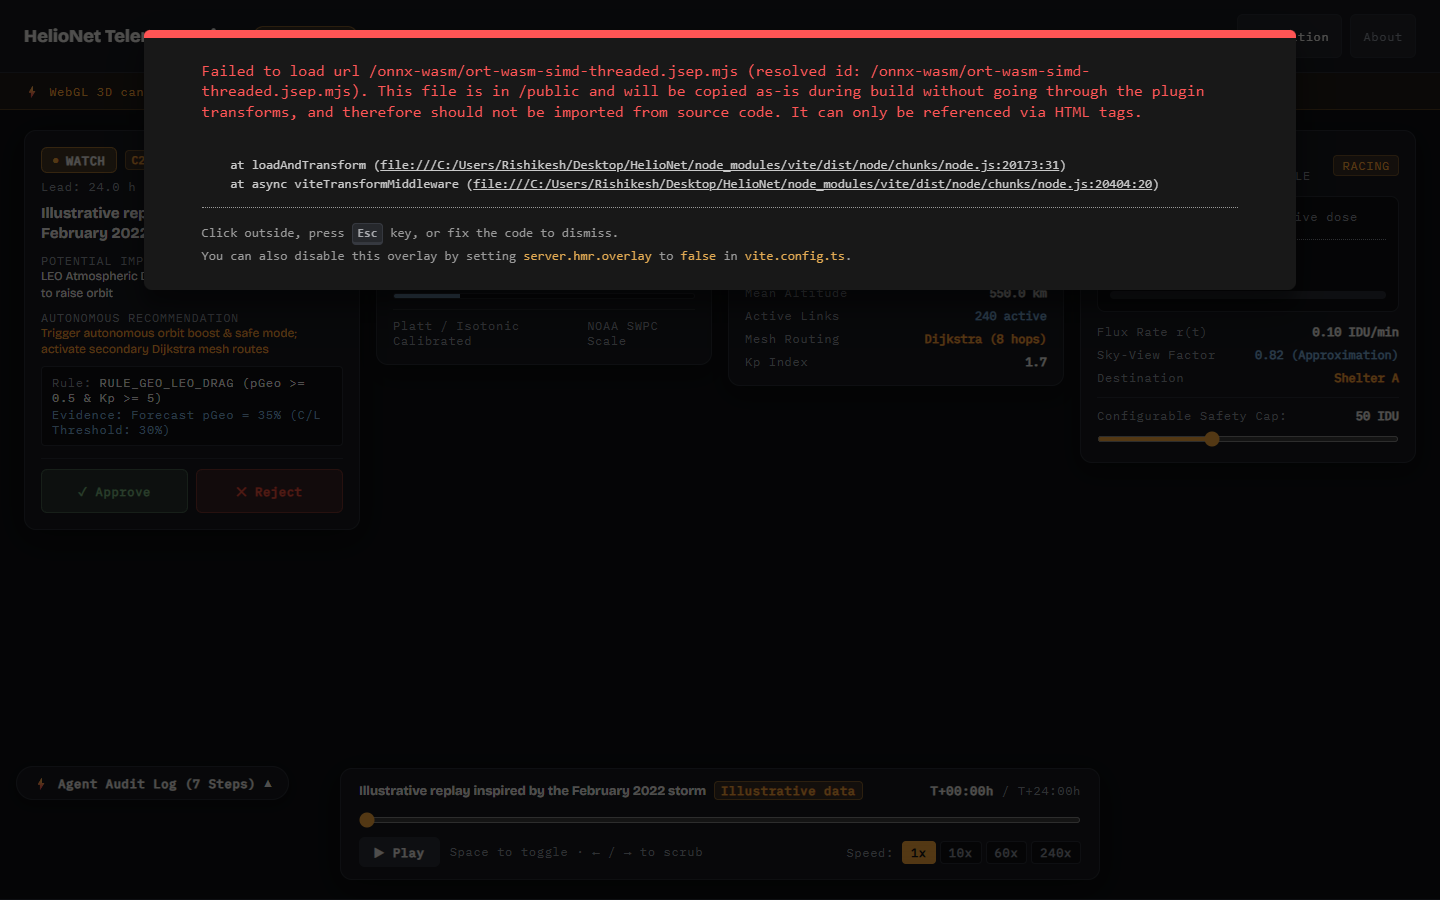 HelioNet
tion
About
Failed to load url /onnx-wasm/ort-wasm-simd-threaded.jsep.mjs (resolved id: /onnx-wasm/ort-wasm-simd-
threaded.jsep.mjs). This file is in /public and will be copied as-is during build without going through the plugin
transforms, and therefore should not be imported from source code. It can only be referenced via HTML tags.
at loadAndTransform (file:///C:/Users/Rishikesh/Desktop/HelioNet/node_modules/vite/dist/node/chunks/node.js:20173:31)
at async viteTransformMiddleware (file:///C:/Users/Rishikesh/Desktop/HelioNet/node_modules/vite/dist/node/chunks/node.js:20404:20)
Click outside, press Esc key, or fix the code to dismiss.
You can also disable this overlay by setting server.hmr.overlay to false in vite.config.ts.
WebGL 3D can
• WATCH C2
Lead: 24.0 h
Illustrative rep
February 2022
POTENTIAL IMP
LEO Atmospheric D
to raise orbit
AUTONOMOUS RECOMMENDATION
Trigger autonomous orbit boost & safe mode;
activate secondary Dijkstra mesh routes
Rule: RULE_GEO_LEO_DRAG (pGeo >=
0.5 & Kp >= 5)
Evidence: Forecast pGeo = 35% (C/L
Threshold: 30%)
✓ Approve
✕ Reject
Platt / Isotonic
Calibrated
NOAA SWPC
Scale
Mean Altitude 550.0 km
Active Links 240 active
Mesh Routing Dijkstra (8 hops)
Kp Index 1.7
RACING
LE
ive dose
Flux Rate r(t) 0.10 IDU/min
Sky-View Factor 0.82 (Approximation)
Destination Shelter A
Configurable Safety Cap: 50 IDU
Agent Audit Log (7 Steps) ▲
Illustrative replay inspired by the February 2022 storm Illustrative data T+00:00h / T+24:00h
▶ Play Space to toggle · ← / → to scrub Speed: 1x 10x 60x 240x